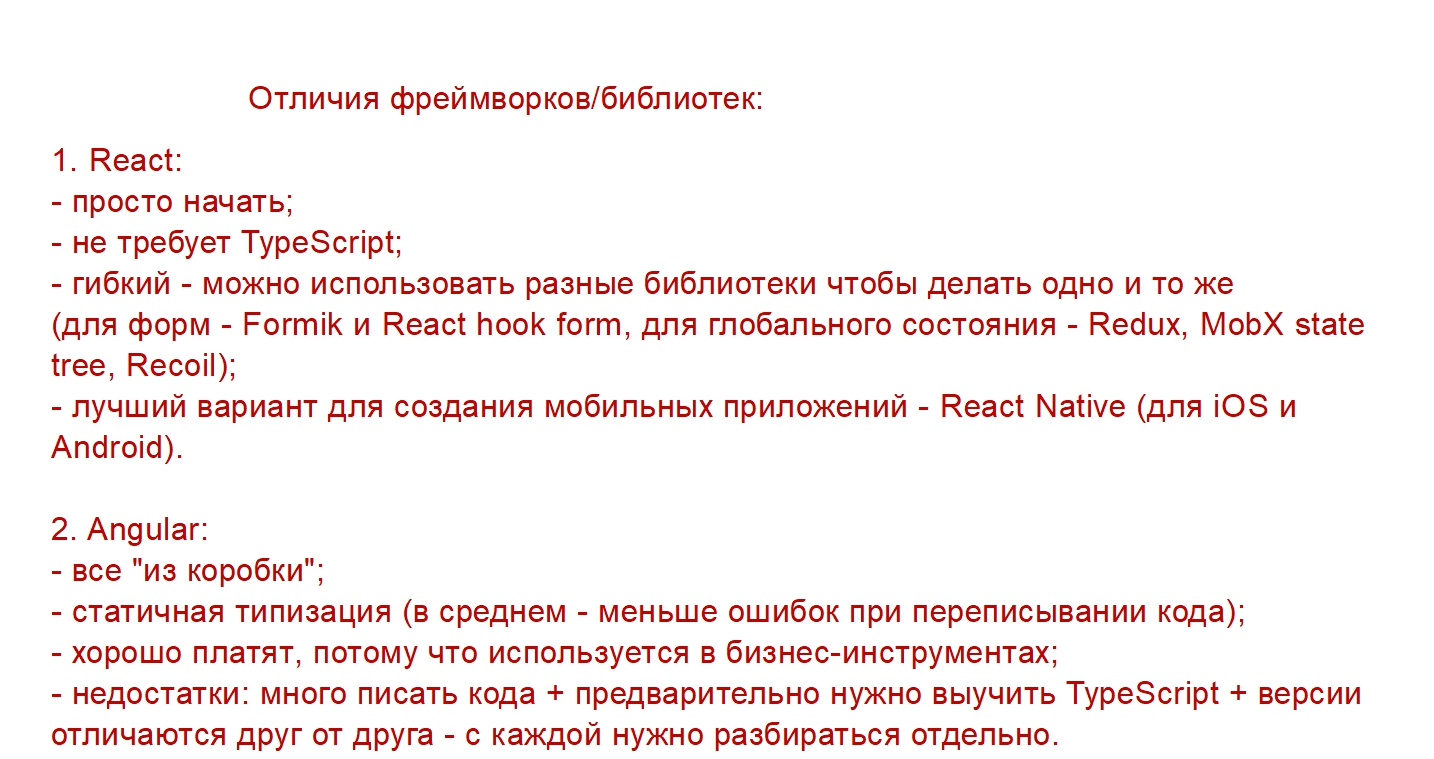 Отличия фреймворков/библиотек:
1. React:
- просто начать;
- не требует TypeScript;
- гибкий - можно использовать разные библиотеки чтобы делать одно и то же
(для форм - Formik и React hook form, для глобального состояния - Redux, MobX state
tree, Recoil);
- лучший вариант для создания мобильных приложений - React Native (для iOS и
Android).
2. Angular:
- все "из коробки";
- статичная типизация (в среднем - меньше ошибок при переписывании кода);
- хорошо платят, потому что используется в бизнес-инструментах;
- недостатки: много писать кода + предварительно нужно выучить TypeScript + версии
отличаются друг от друга - с каждой нужно разбираться отдельно.